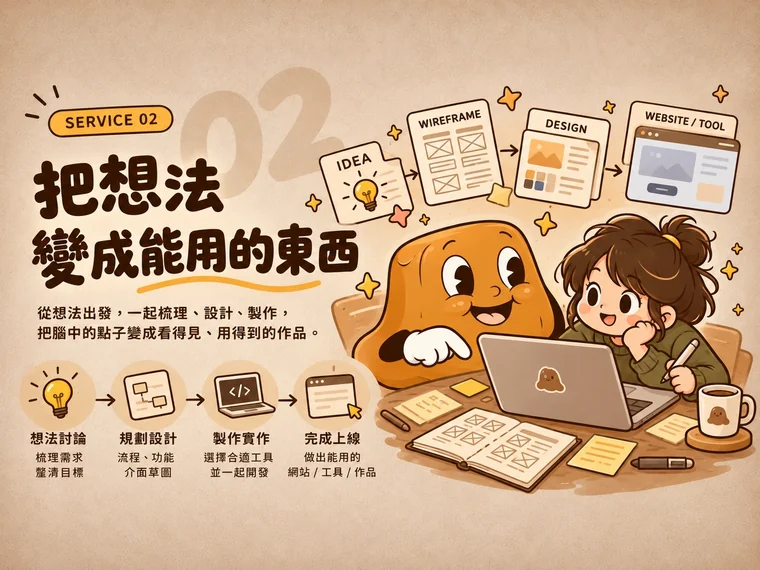 SERVICE 02
02
把想法
變成能用的東西
從想法出發，一起梳理、設計、製作，
把腦中的點子變成看得見、用得到的作品。
IDEA
WIREFRAME
DESIGN
WEBSITE / TOOL
</>
想法討論
梳理需求
釐清目標
規劃設計
流程、功能
介面草圖
製作實作
選擇合適工具
並一起開發
完成上線
做出能用的
網站 / 工具 / 作品